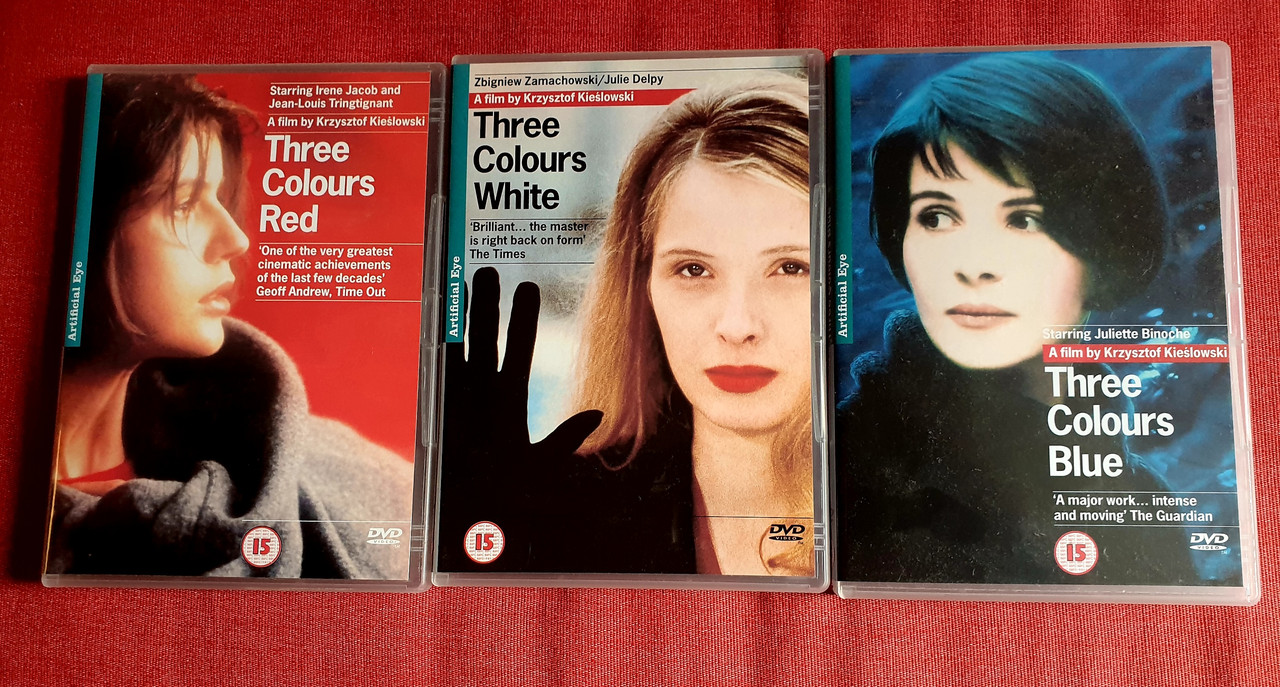 Starring Irene Jacob and
Jean-Louis Tringtignant
A film by Krzysztof Kieślowski
Three
Colours
Red
'One of the very greatest
cinematic achievements
of the last few decades'
Geoff Andrew, Time Out
Artificial Eye
15
DVD
VIDEO
Zbigniew Zamachowski/Julie Delpy
A film by Krzysztof Kieślowski
Three
Colours
White
'Brilliant... the master
is right back on form'
The Times
Artificial Eye
15
DVD
VIDEO
Starring Juliette Binoche
A film by Krzysztof Kieślowski
Three
Colours
Blue
'A major work... intense
and moving' The Guardian
Artificial Eye
15
DVD
VIDEO